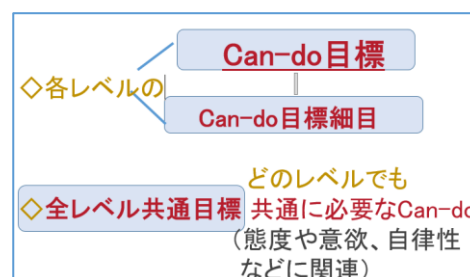 Can-do目標
◇各レベルの
Can-do目標細目
どのレベルでも
◇全レベル共通目標 共通に必要なCan-do
（態度や意欲、自律性
などに関連）